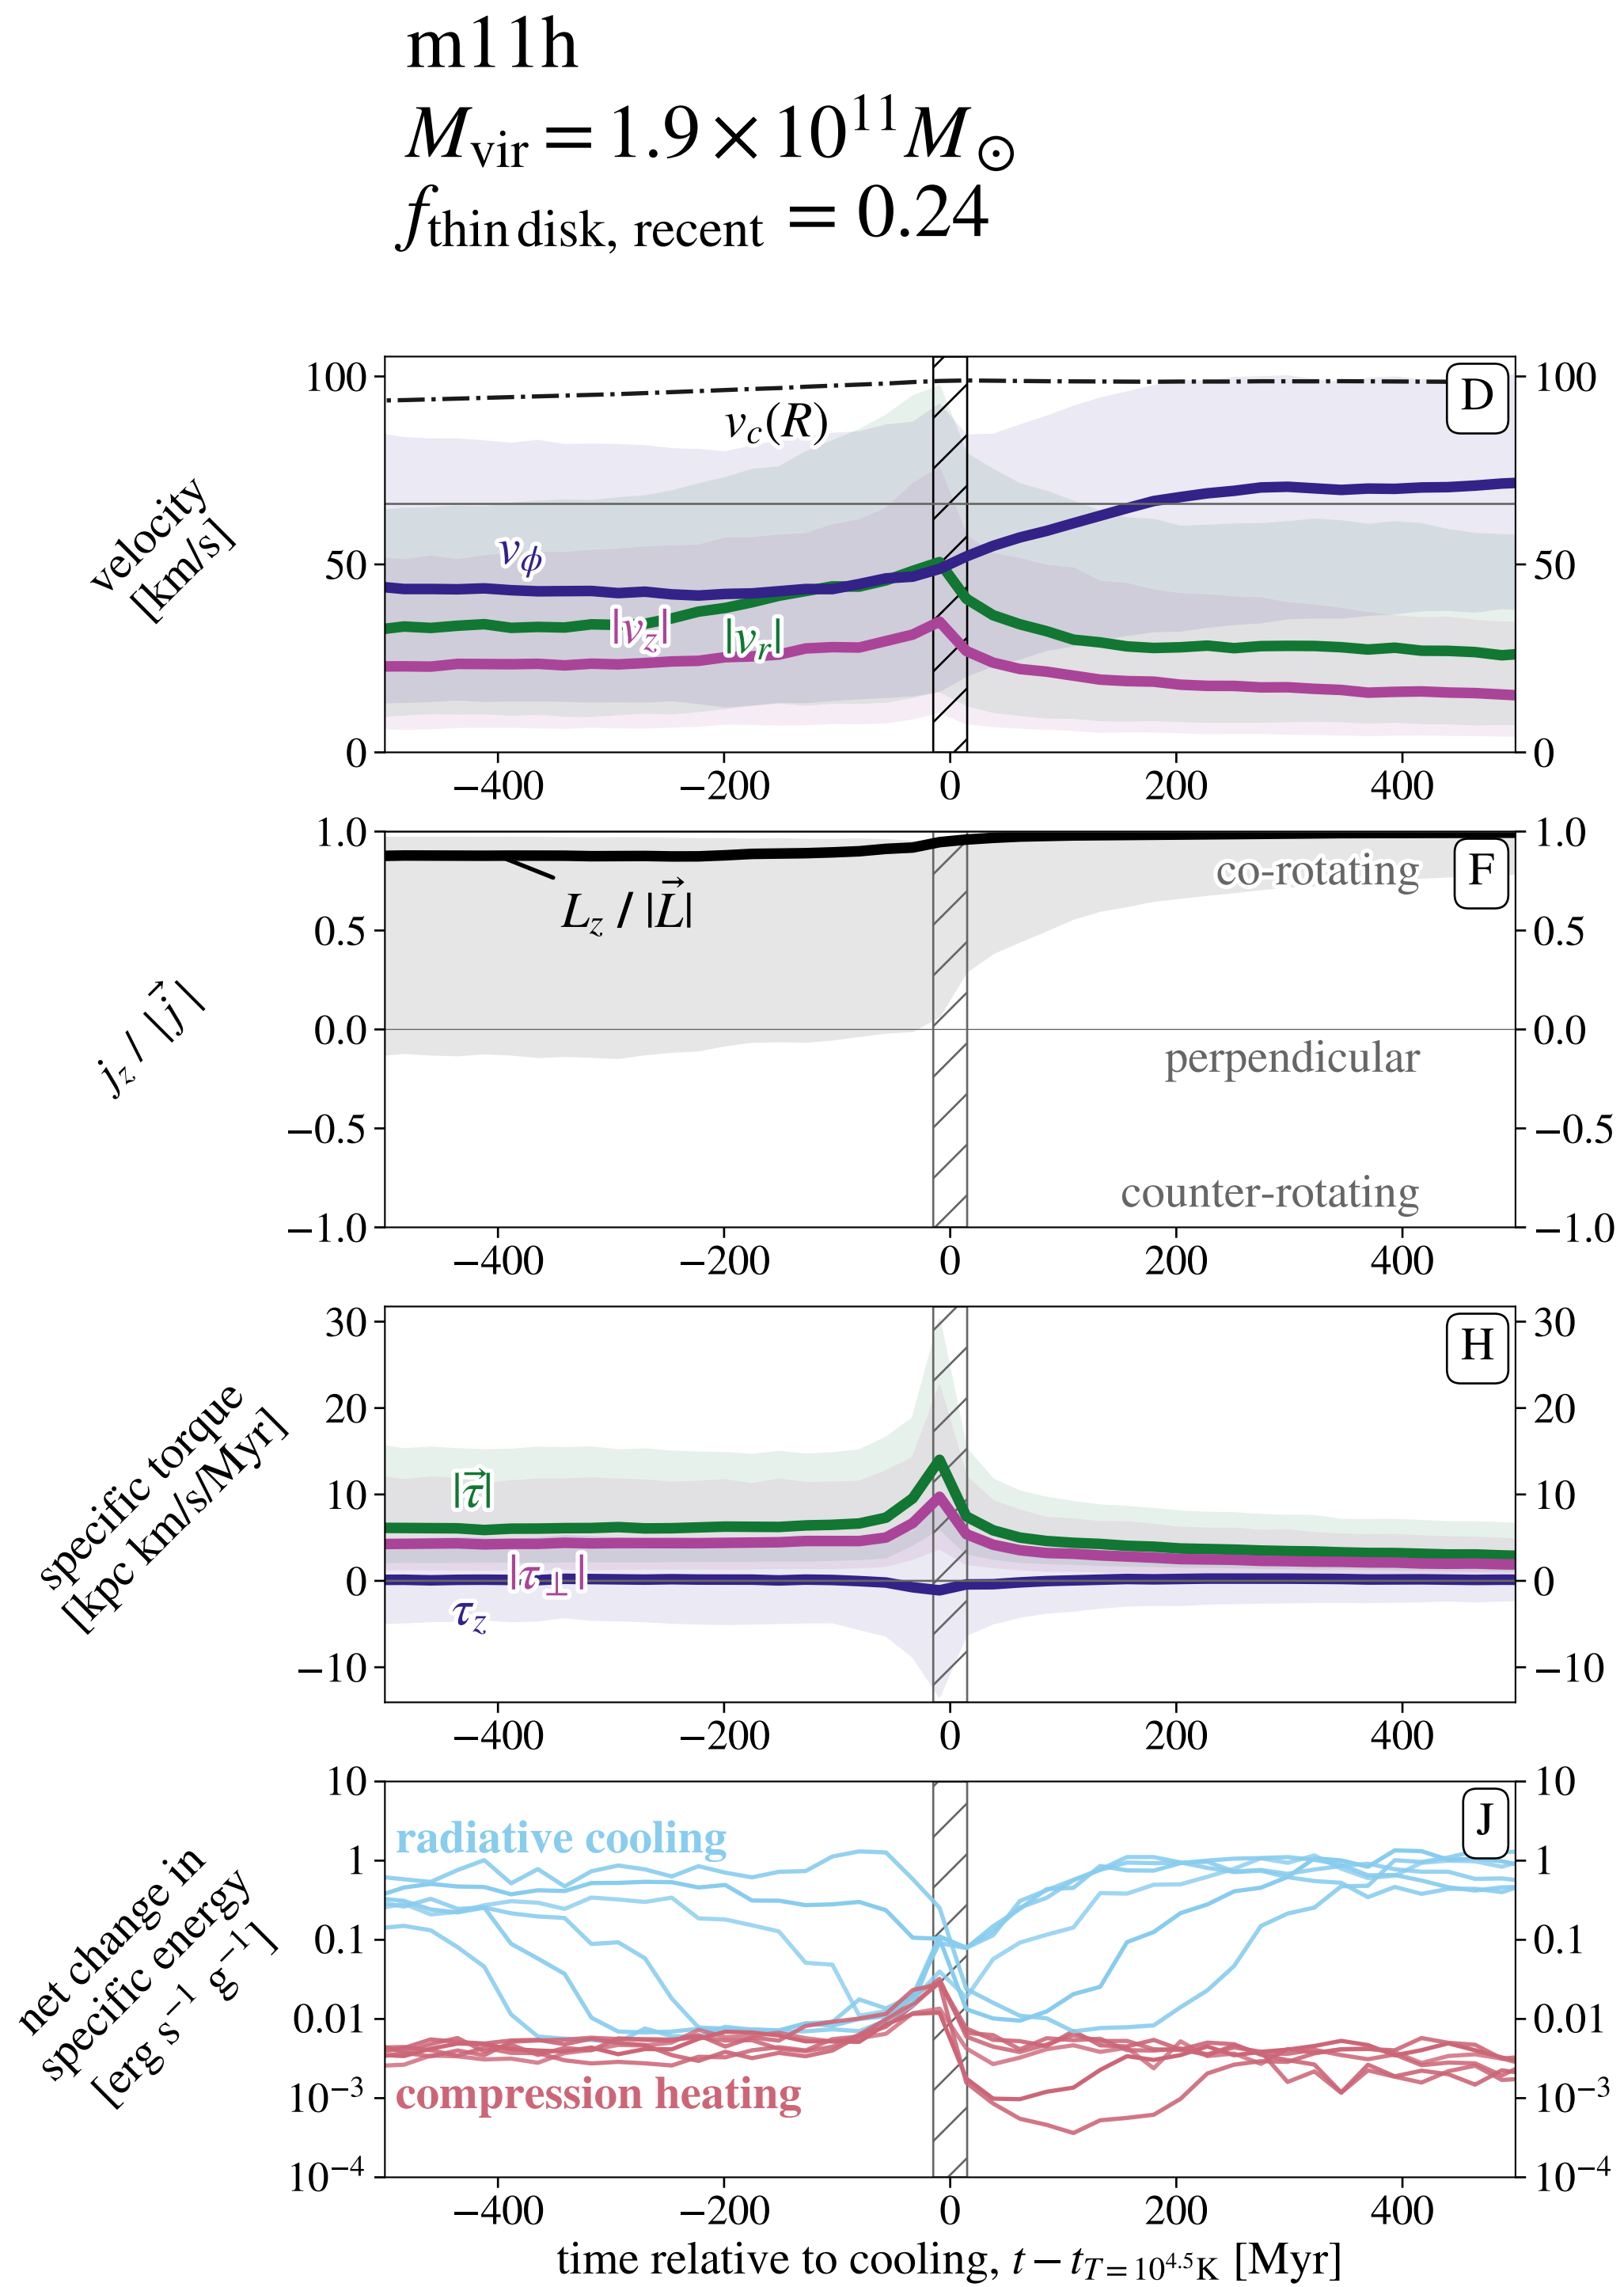 m11h
M_vir = 1.9 × 10^11 M_⊙
f_thin disk, recent = 0.24
velocity
[km/s]
100
50
0
v_c(R)
v_ϕ
|v_z|
|v_r|
D
100
50
0
−400 −200 0 200 400
j_z / |j⃗|
1.0
0.5
0.0
−0.5
−1.0
L_z / |L⃗|
co-rotating
perpendicular
counter-rotating
F
1.0
0.5
0.0
−0.5
−1.0
−400 −200 0 200 400
specific torque
[kpc km/s/Myr]
30
20
10
0
−10
|τ⃗|
|τ_⊥|
τ_z
H
30
20
10
0
−10
−400 −200 0 200 400
net change in
specific energy
[erg s^−1 g^−1]
10
1
0.1
0.01
10^−3
10^−4
radiative cooling
compression heating
J
10
1
0.1
0.01
10^−3
10^−4
−400 −200 0 200 400
time relative to cooling, t − t_T = 10^4.5 K [Myr]